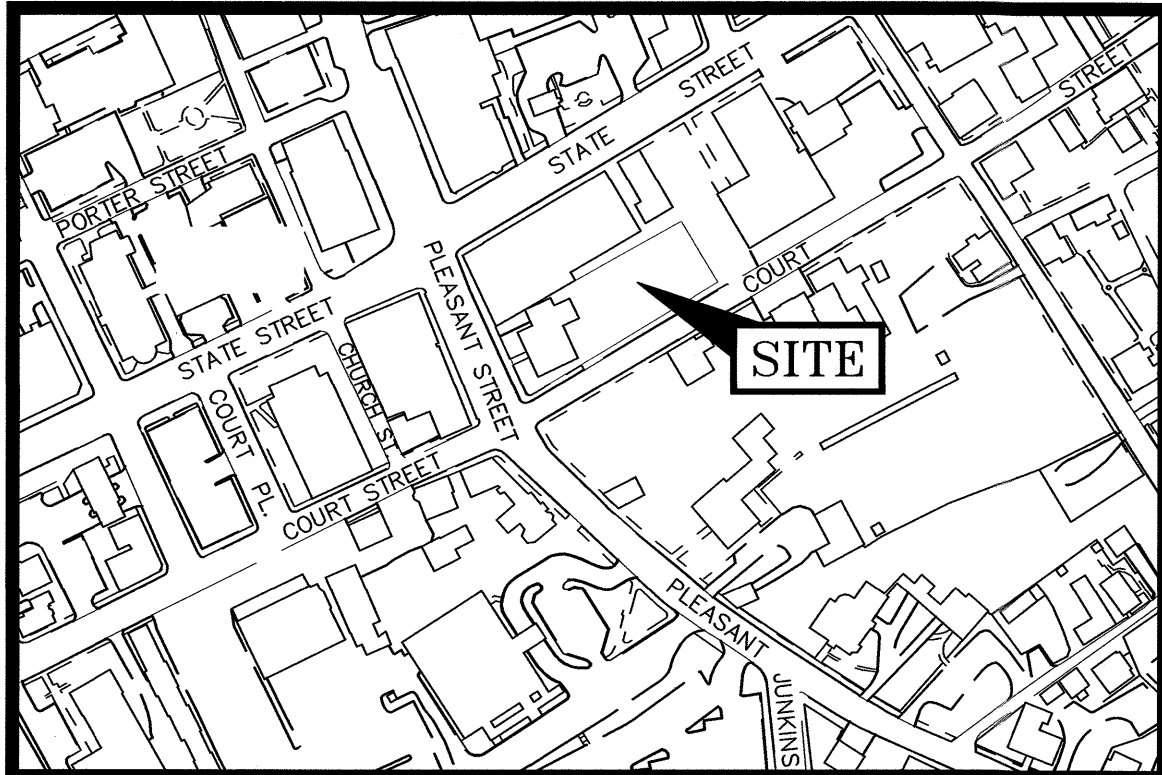 STREET
STREET
STATE
PORTER STREET
COURT
PLEASANT STREET
STATE STREET
SITE
CHURCH ST.
COURT PL.
COURT STREET
PLEASANT
JUNKINS